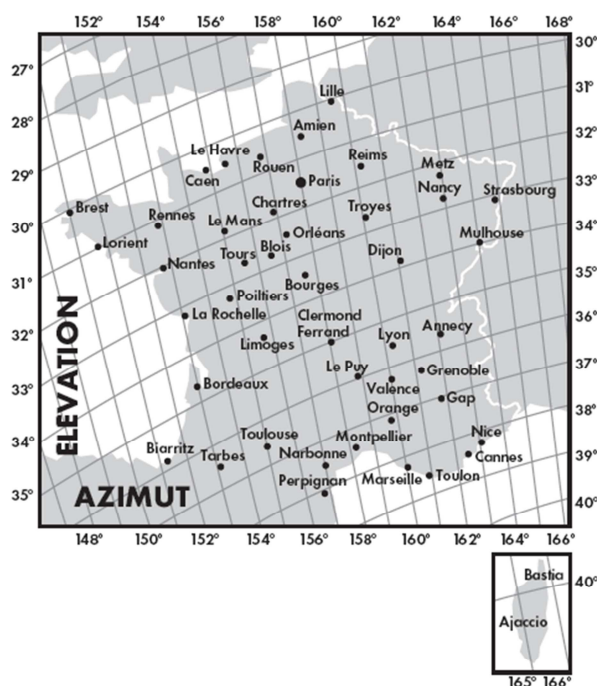 152° 154° 156° 158° 160° 162° 164° 166° 168°
30°
27°
31°
Lille
28°
Amien
32°
Le Havre
Rouen
Reims
Metz
29°
Caen
Paris
Nancy
33°
Strasbourg
Brest
Rennes
Chartres
Troyes
Le Mans
30°
34°
Orléans
Mulhouse
Lorient
Blois
Tours
Dijon
Nantes
35°
31°
Bourges
Poiltiers
La Rochelle
Clermond
Ferrand
Annecy
36°
32°
Limoges
Lyon
Le Puy
Grenoble
37°
Bordeaux
Valence
33°
Gap
Orange
38°
ELEVATION
Toulouse
Montpellier
Nice
34°
Biarritz
Tarbes
Narbonne
Cannes
39°
Perpignan
Marseille
Toulon
35°
AZIMUT
40°
148° 150° 152° 154° 156° 158° 160° 162° 164° 166°
Bastia
40°
Ajaccio
165° 166°